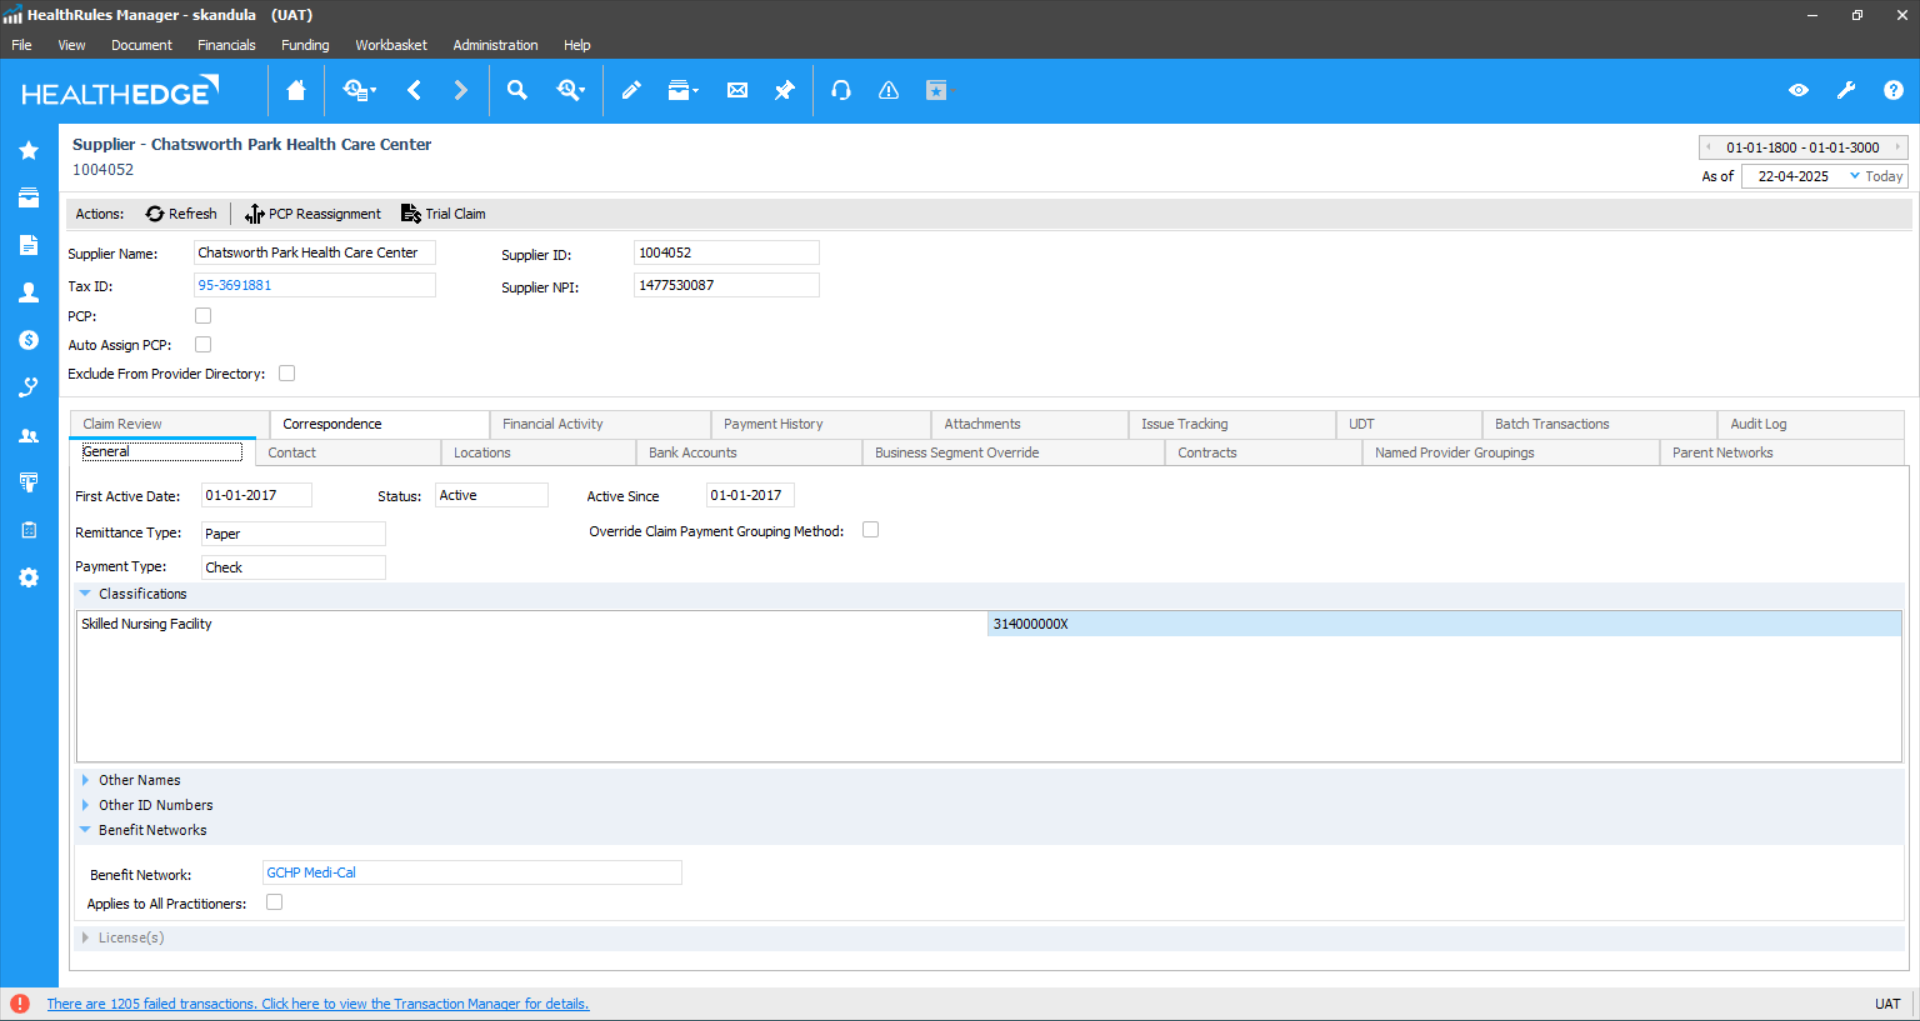 HealthRules Manager - skandula (UAT)
File View Document Financials Funding Workbasket Administration Help
HEALTHEDGE
Supplier - Chatsworth Park Health Care Center
1004052
01-01-1800 - 01-01-3000
As of 22-04-2025 Today
Actions: Refresh PCP Reassignment Trial Claim
Supplier Name: Chatsworth Park Health Care Center Supplier ID: 1004052
Tax ID: 95-3691881 Supplier NPI: 1477530087
PCP:
Auto Assign PCP:
Exclude From Provider Directory:
Claim Review Correspondence Financial Activity Payment History Attachments Issue Tracking UDT Batch Transactions Audit Log
General Contact Locations Bank Accounts Business Segment Override Contracts Named Provider Groupings Parent Networks
First Active Date: 01-01-2017 Status: Active Active Since 01-01-2017
Remittance Type: Paper Override Claim Payment Grouping Method:
Payment Type: Check
Classifications
Skilled Nursing Facility 314000000X
Other Names
Other ID Numbers
Benefit Networks
Benefit Network: GCHP Medi-Cal
Applies to All Practitioners:
License(s)
There are 1205 failed transactions. Click here to view the Transaction Manager for details. UAT